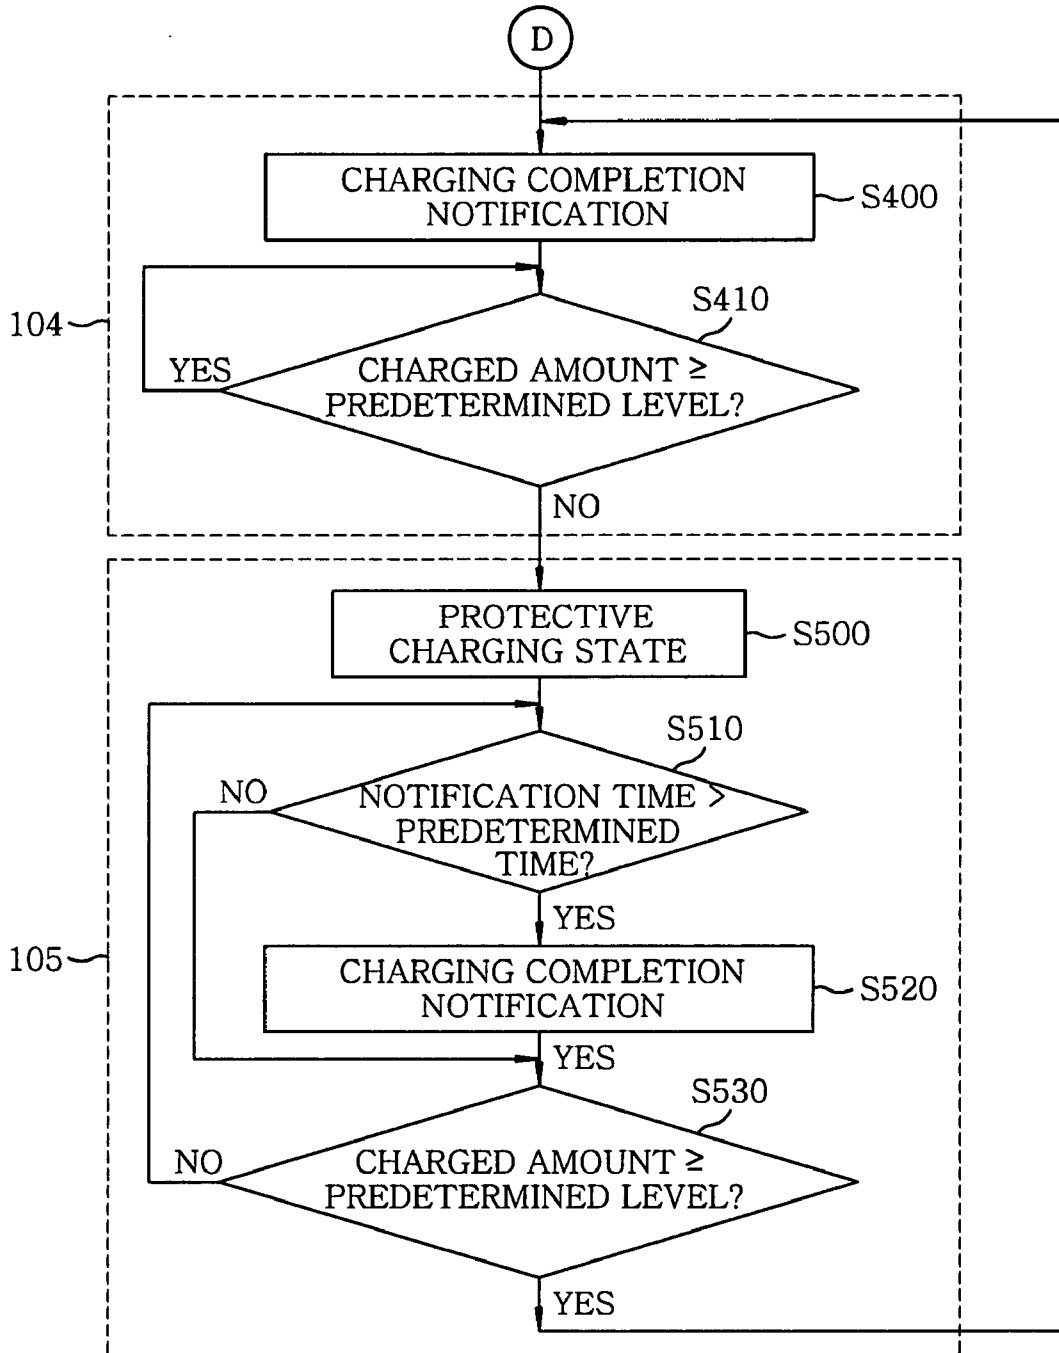 D
CHARGING COMPLETION
NOTIFICATION
S400
S410
104
YES
CHARGED AMOUNT ≥
PREDETERMINED LEVEL?
NO
PROTECTIVE
CHARGING STATE
S500
S510
NO
NOTIFICATION TIME >
PREDETERMINED
TIME?
YES
105
CHARGING COMPLETION
NOTIFICATION
S520
YES
S530
NO
CHARGED AMOUNT ≥
PREDETERMINED LEVEL?
YES